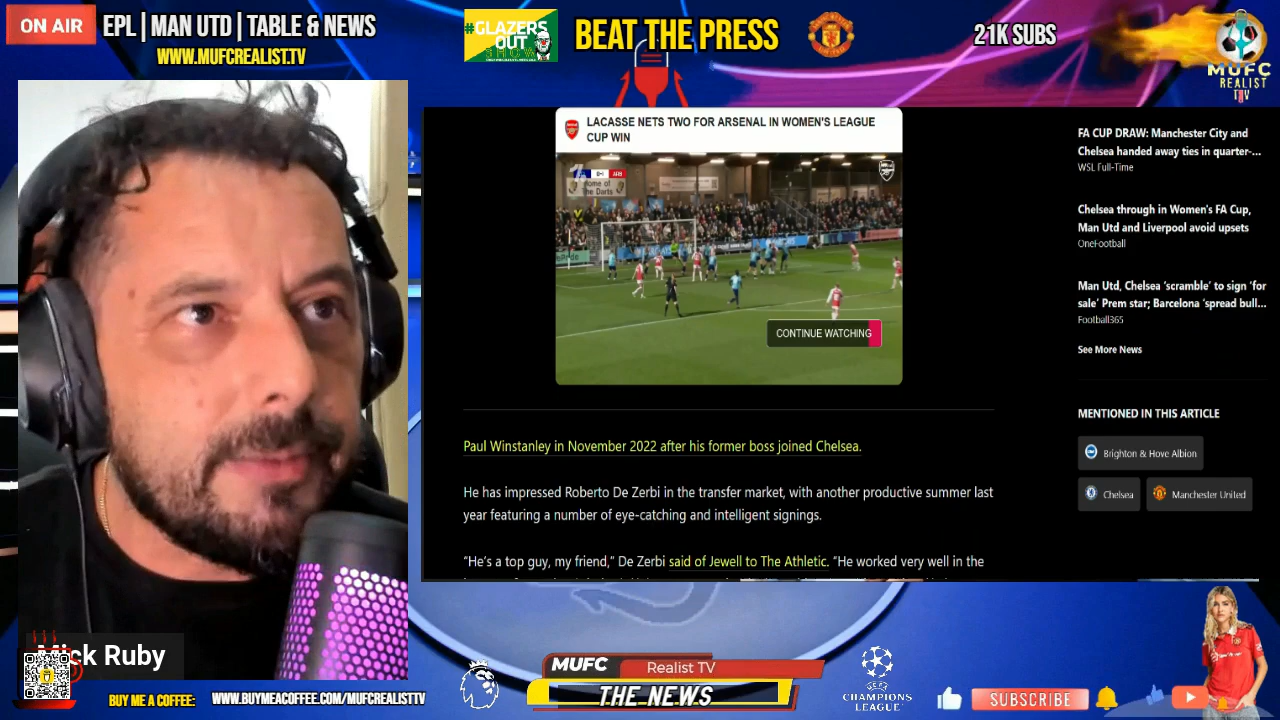 ON AIR
EPL | MAN UTD | TABLE & NEWS
WWW.MUFCREALIST.TV
#GLAZERS
OUT
SHOW
BEAT THE PRESS
21K SUBS
MUFC
REALIST
TV
LACASSE NETS TWO FOR ARSENAL IN WOMEN'S LEAGUE
CUP WIN
Home of
The Darts
CONTINUE WATCHING
Paul Winstanley in November 2022 after his former boss joined Chelsea.
He has impressed Roberto De Zerbi in the transfer market, with another productive summer last
year featuring a number of eye-catching and intelligent signings.
“He’s a top guy, my friend,” De Zerbi said of Jewell to The Athletic. “He worked very well in the
FA CUP DRAW: Manchester City and
Chelsea handed away ties in quarter-...
WSL Full-Time
Chelsea through in Women's FA Cup,
Man Utd and Liverpool avoid upsets
OneFootball
Man Utd, Chelsea ‘scramble’ to sign ‘for
sale’ Prem star; Barcelona ‘spread bull...
Football365
See More News
MENTIONED IN THIS ARTICLE
Brighton & Hove Albion
Chelsea
Manchester United
Mick Ruby
BUY ME A COFFEE:
WWW.BUYMEACOFFEE.COM/MUFCREALISTTV
MUFC
Realist TV
THE NEWS
UEFA
CHAMPIONS
LEAGUE
SUBSCRIBE